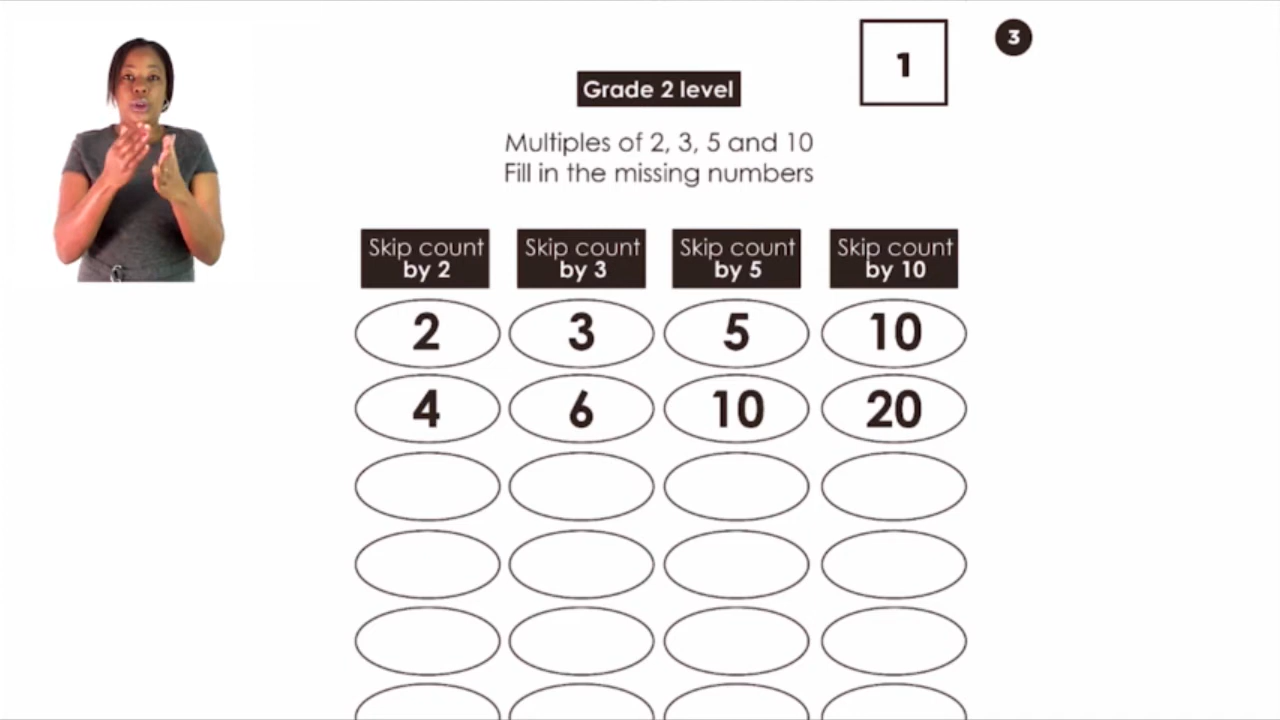 1
3
Grade 2 level
Multiples of 2, 3, 5 and 10
Fill in the missing numbers
Skip count by 2
Skip count by 3
Skip count by 5
Skip count by 10
2 3 5 10
4 6 10 20